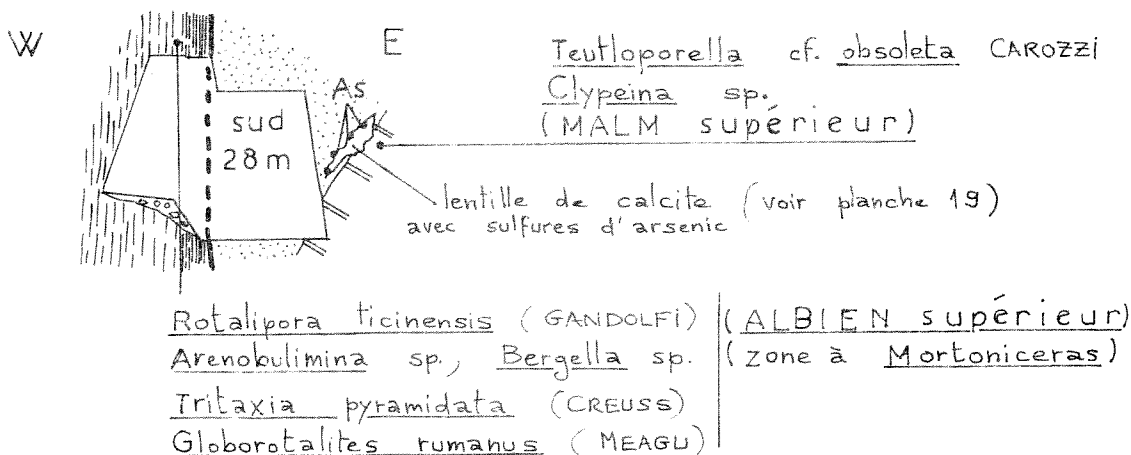 W
E
Teutloporella cf. obsoleta CAROZZI
Clypeina sp.
(MALM supérieur)
As
sud
28m
lentille de calcite (voir planche 19)
avec sulfures d'arsenic
Rotalipora ticinensis (GANDOLFI) (ALBIEN supérieur)
Arenobulimina sp., Bergella sp. (zone à Mortoniceras)
Tritaxia pyramidata (CREUSS)
Globorotalites rumanus (MEAGU)